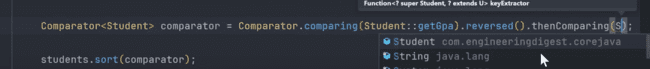 Function<? super Student, ? extends U> keyExtractor
Comparator<Student> comparator = Comparator.comparing(Student::getGpa).reversed().thenComparing(S);
Student com.engineeringdigest.corejava
String java.lang
students.sort(comparator);